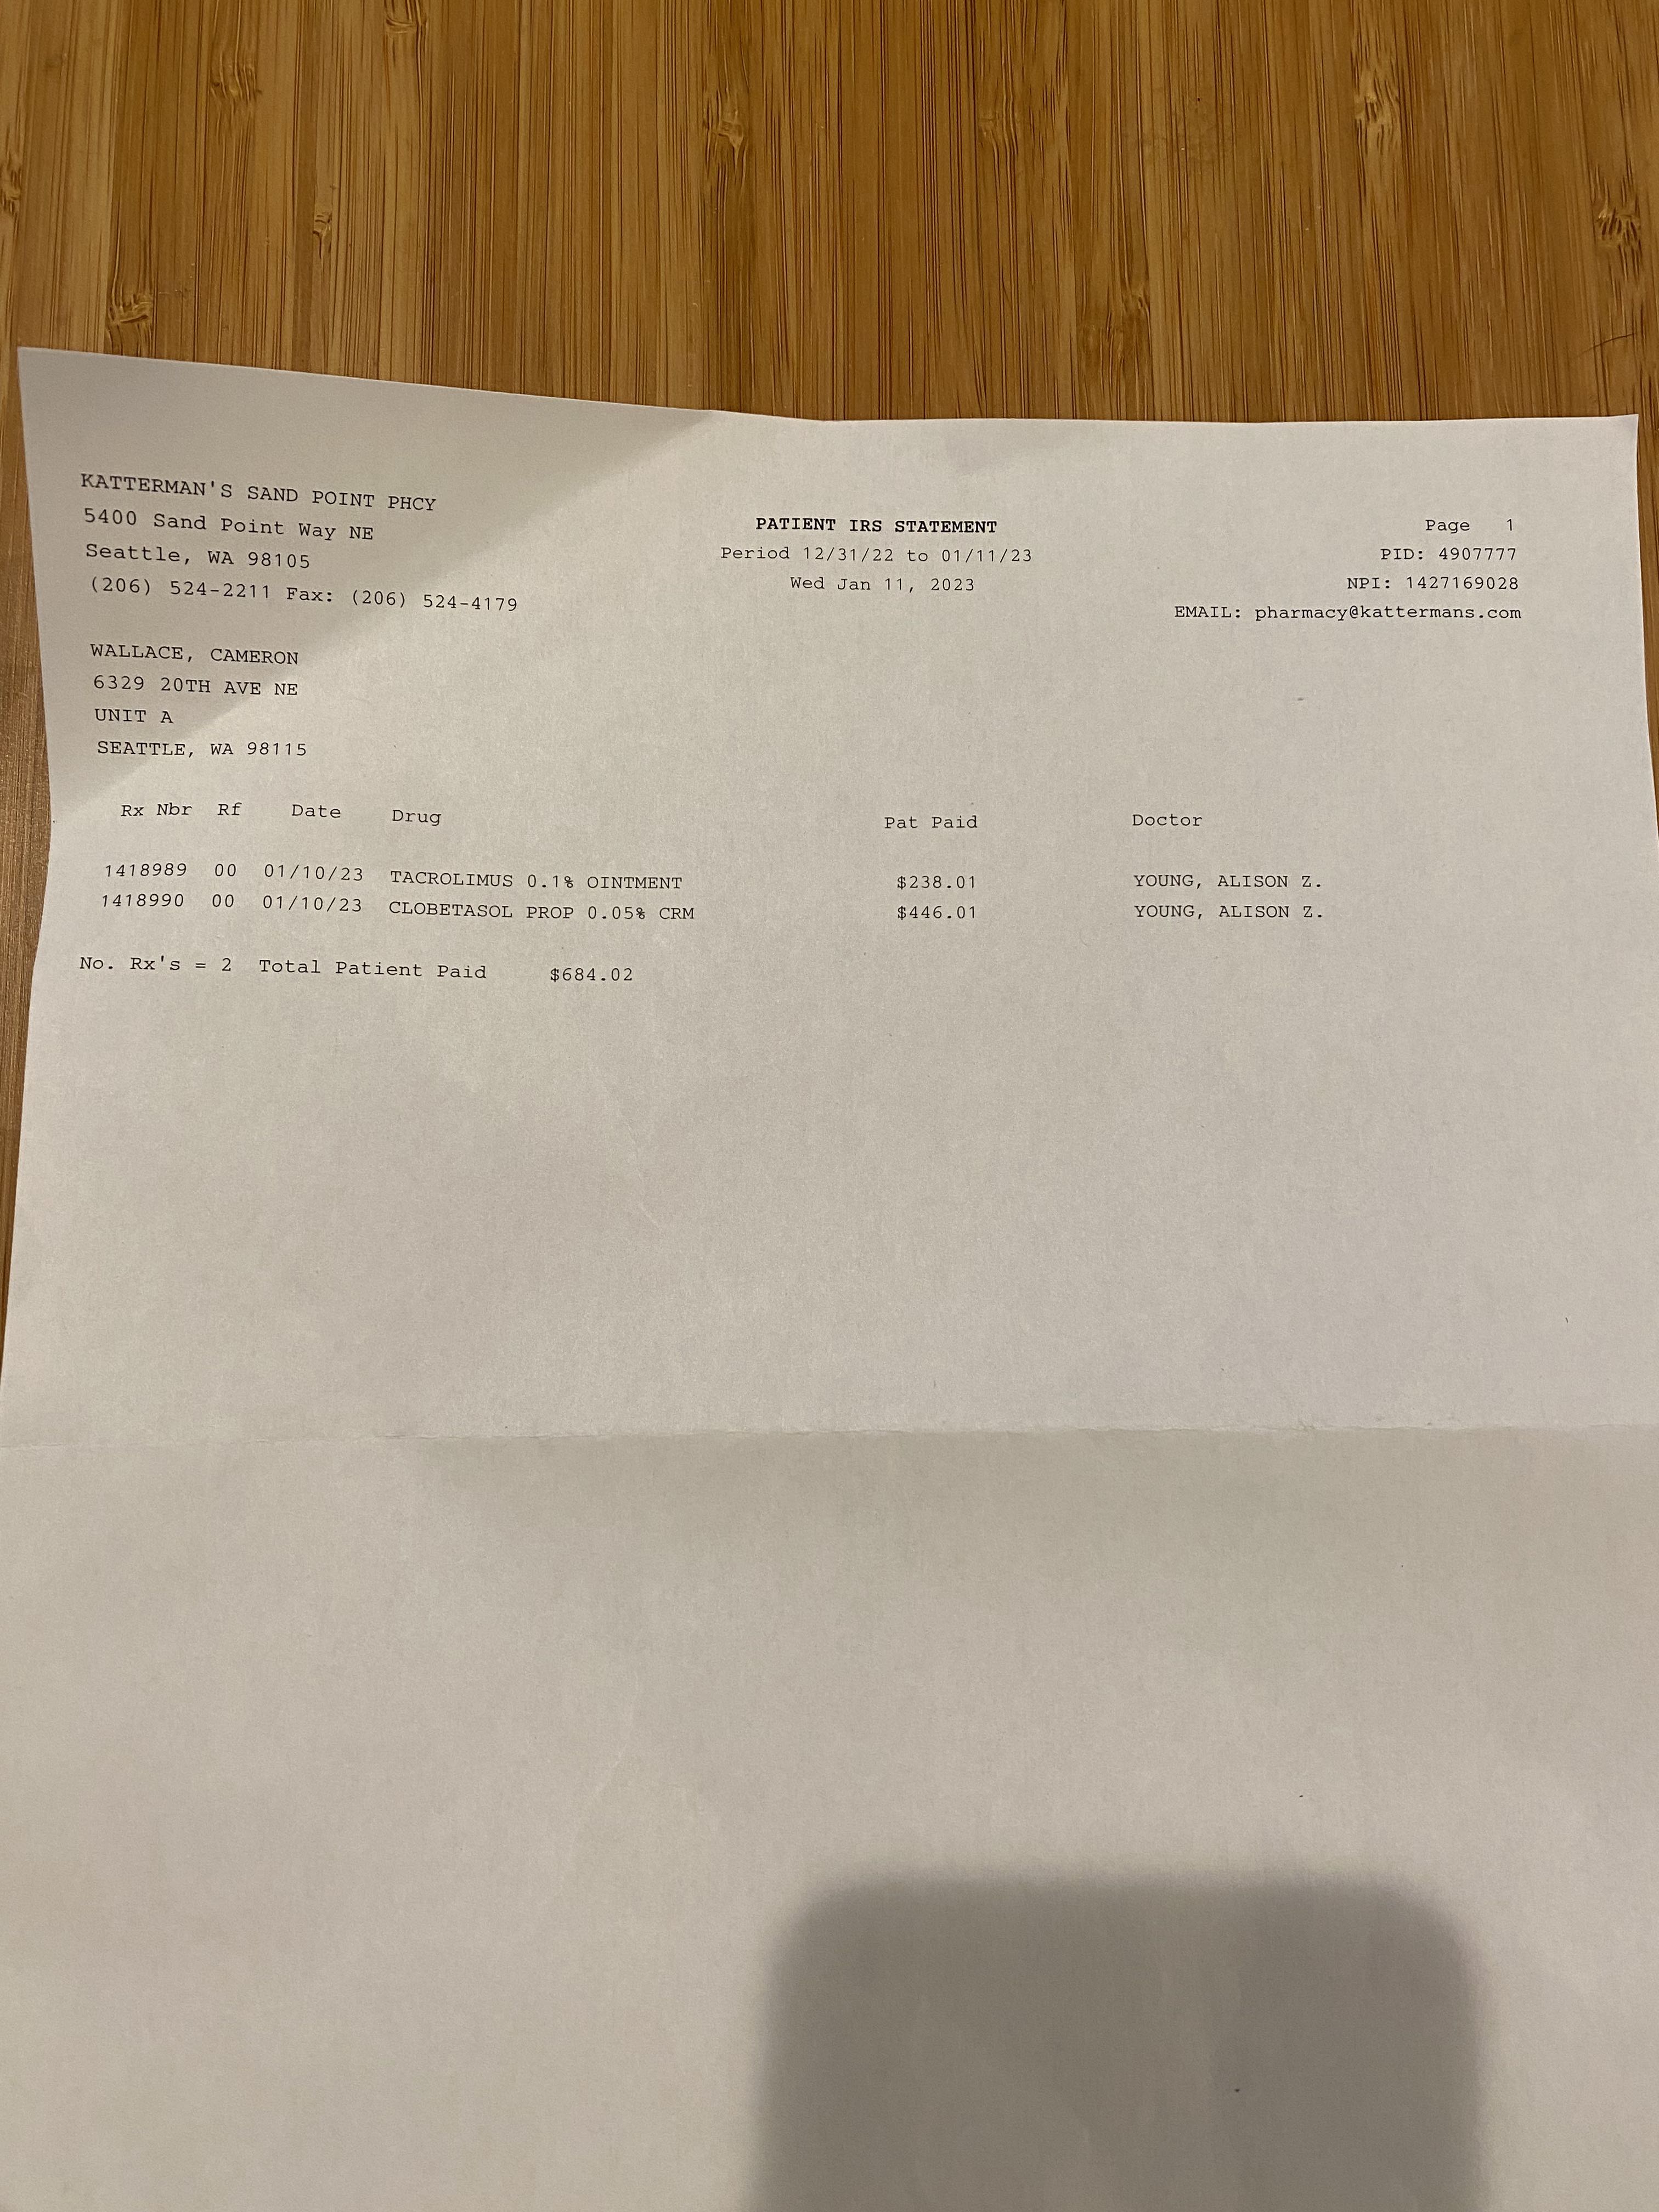 KATTERMAN'S SAND POINT PHCY
5400 Sand Point Way NE
Seattle, WA 98105
(206) 524-2211 Fax: (206) 524-4179
PATIENT IRS STATEMENT
Period 12/31/22 to 01/11/23
Wed Jan 11, 2023
Page 1
PID: 4907777
NPI: 1427169028
EMAIL: pharmacy@kattermans.com
WALLACE, CAMERON
6329 20TH AVE NE
UNIT A
SEATTLE, WA 98115
Rx Nbr Rf Date Drug Pat Paid Doctor
1418989 00 01/10/23 TACROLIMUS 0.1% OINTMENT $238.01 YOUNG, ALISON Z.
1418990 00 01/10/23 CLOBETASOL PROP 0.05% CRM $446.01 YOUNG, ALISON Z.
No. Rx's = 2 Total Patient Paid $684.02